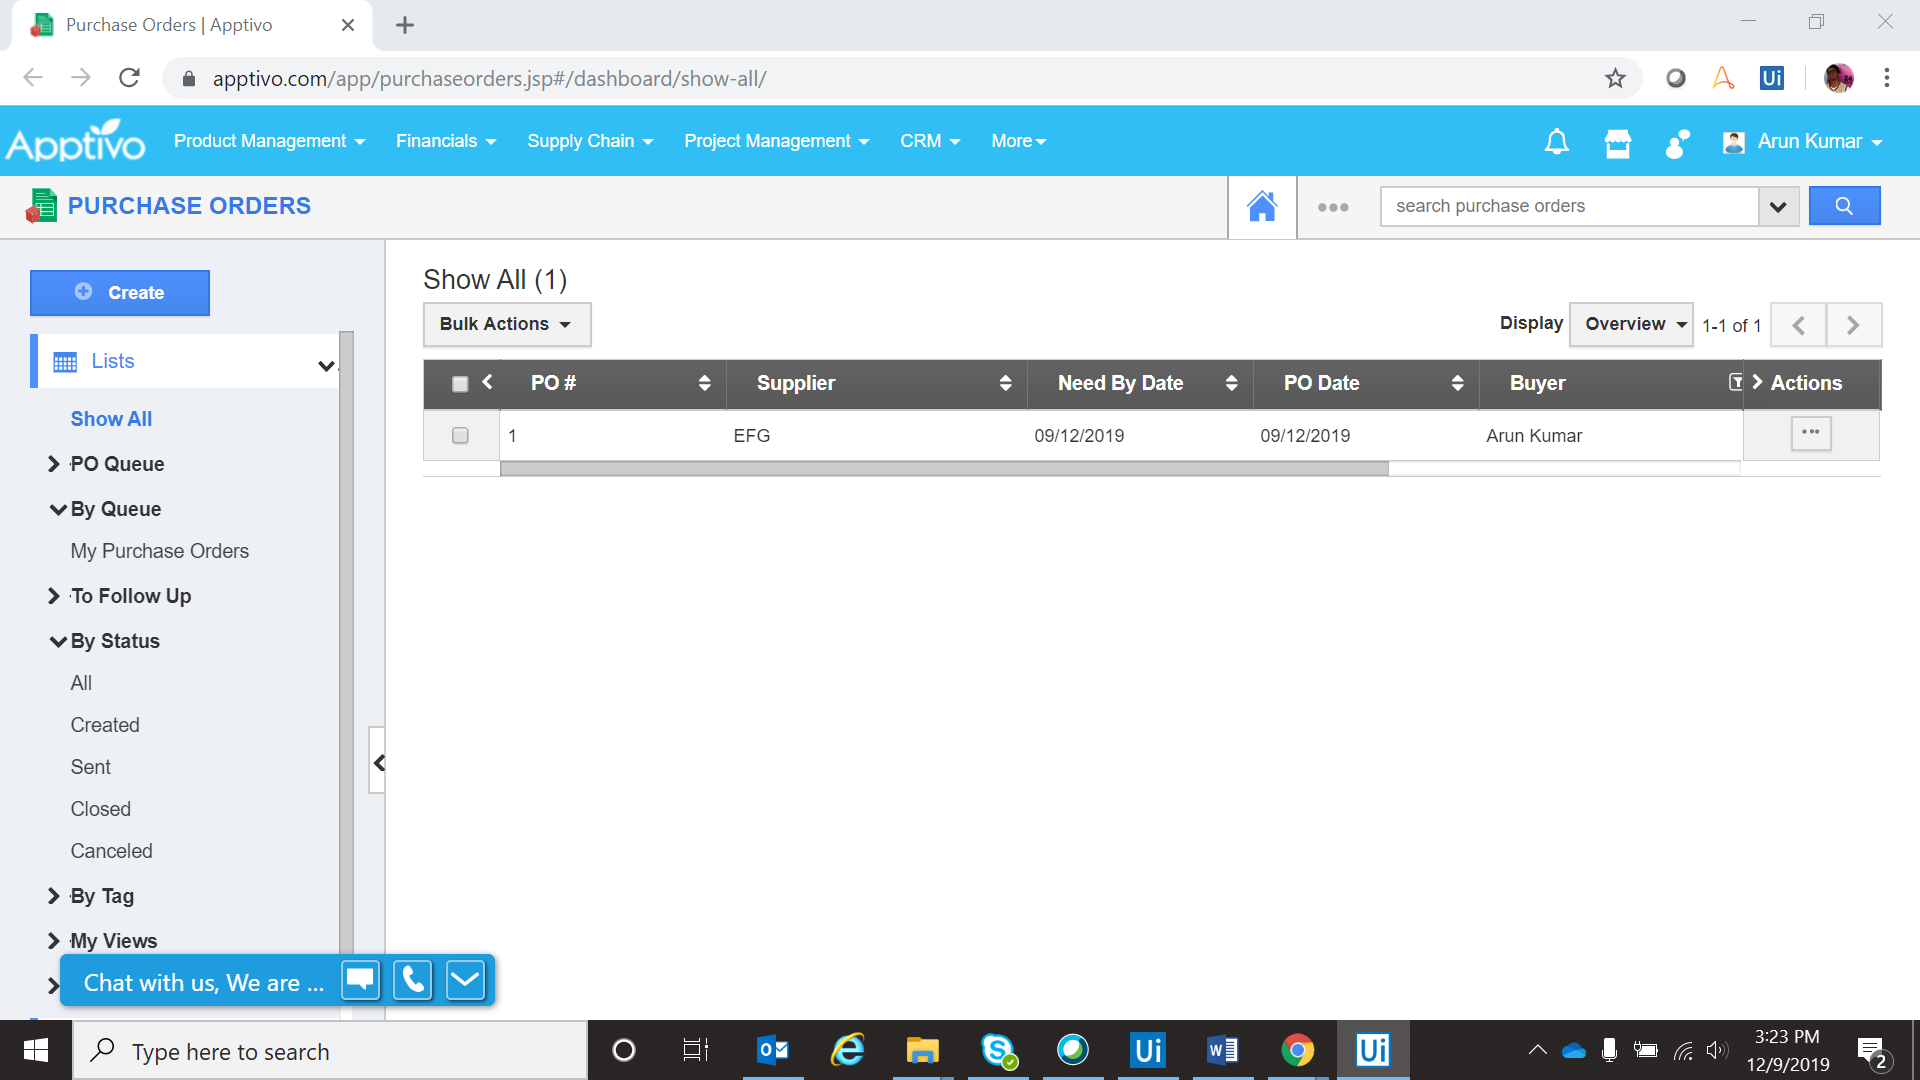 Purchase Orders | Apptivo
apptivo.com/app/purchaseorders.jsp#/dashboard/show-all/
Ui
Apptivo
Product Management
Financials
Supply Chain
Project Management
CRM
More
Arun Kumar
PURCHASE ORDERS
search purchase orders
Create
Lists
Show All
PO Queue
By Queue
My Purchase Orders
To Follow Up
By Status
All
Created
Sent
Closed
Canceled
By Tag
My Views
Show All (1)
Bulk Actions
Display
Overview
1-1 of 1
PO #
Supplier
Need By Date
PO Date
Buyer
Actions
1
EFG
09/12/2019
09/12/2019
Arun Kumar
Chat with us, We are ...
Type here to search
Ui
Ui
3:23 PM
12/9/2019
2